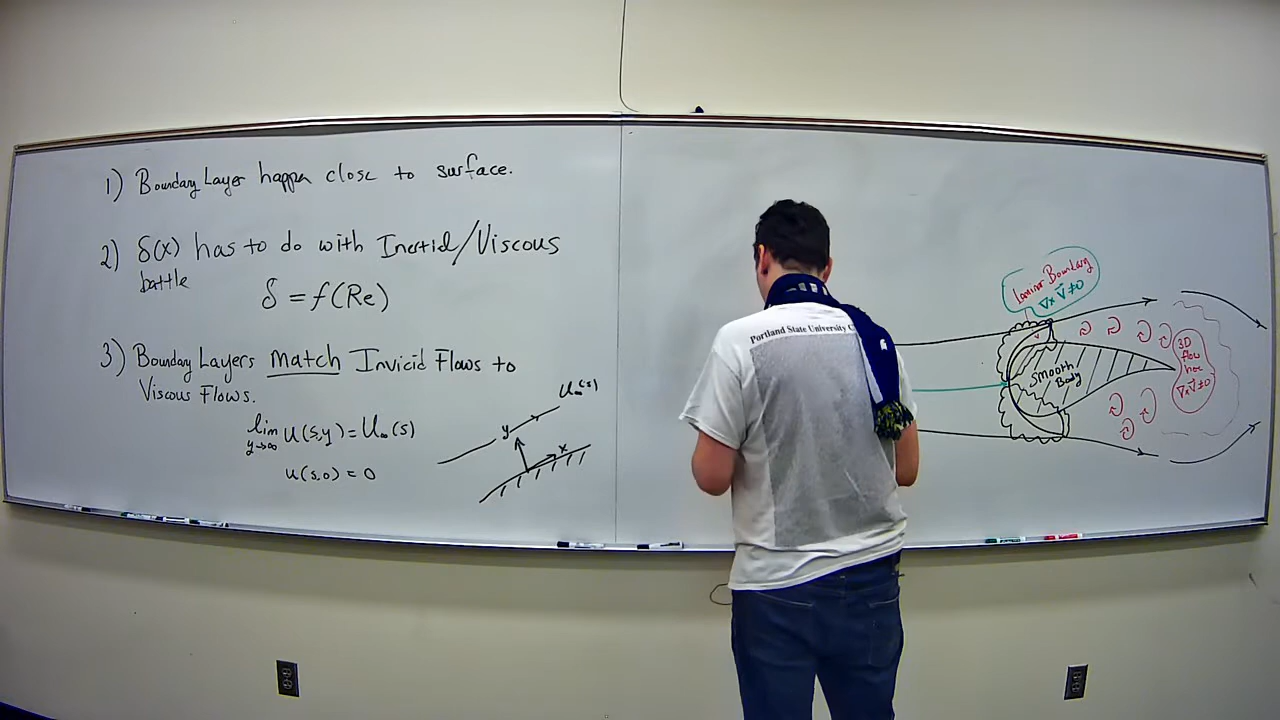 1) Boundary Layer happen close to surface.
2) δ(x) has to do with Inertial/Viscous
battle
δ = f(Re)
3) Boundary Layers match Invicid Flows to
Viscous Flows.
lim y→∞ u(s,y) = U∞(s)
u(s,0) = 0
U∞(s)
y
x
Portland State University
Laminar Boundary
∇x V⃗ ≠ 0
Smooth
Body
3D
flow
here
∇x V⃗ ≠ 0